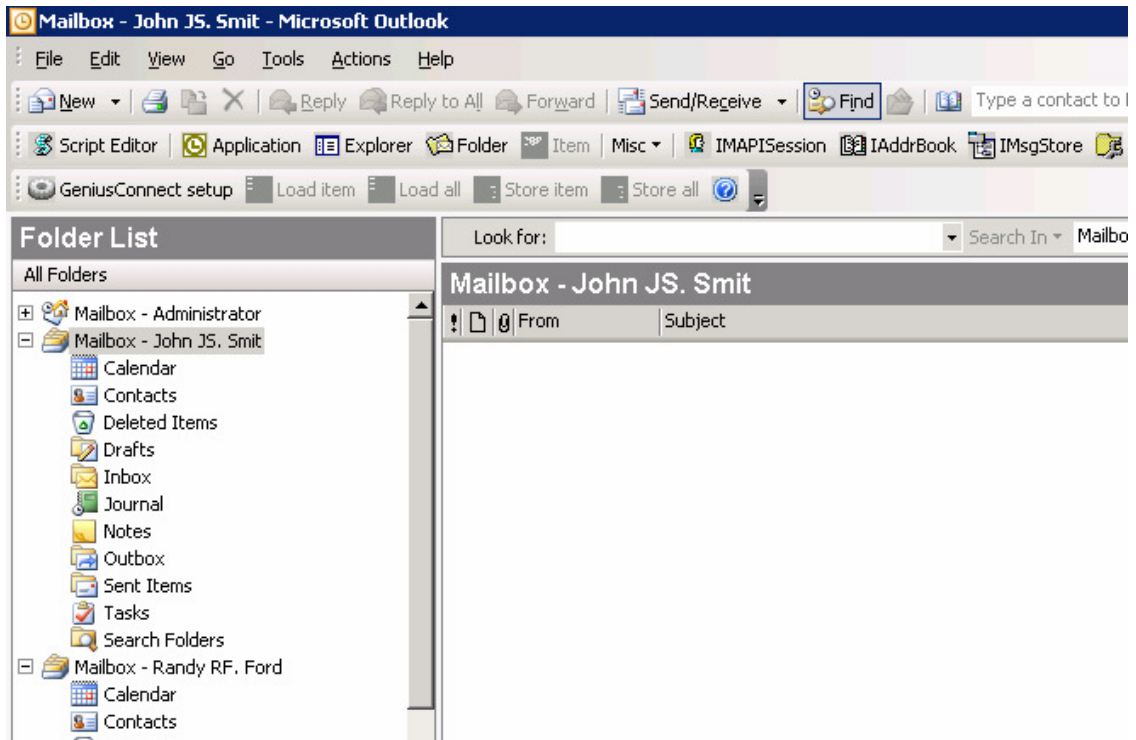 Mailbox - John JS. Smit - Microsoft Outlook
File Edit View Go Tools Actions Help
New Reply Reply to All Forward Send/Receive Find Type a contact to
Script Editor Application Explorer Folder Item Misc IMAPISession IAddrBook IMsgStore
GeniusConnect setup Load item Load all Store item Store all
Folder List
Look for: Search In Mailbo
All Folders
Mailbox - John JS. Smit
From Subject
Mailbox - Administrator
Mailbox - John JS. Smit
Calendar
Contacts
Deleted Items
Drafts
Inbox
Journal
Notes
Outbox
Sent Items
Tasks
Search Folders
Mailbox - Randy RF. Ford
Calendar
Contacts